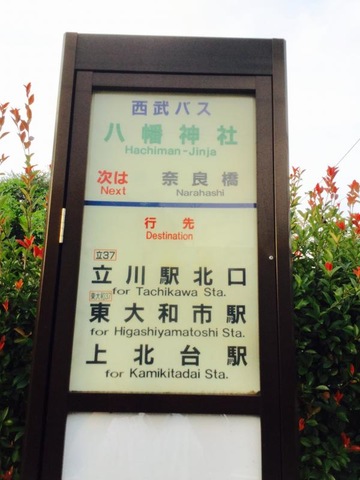 西武バス
八幡神社
Hachiman-Jinja
次は 奈良橋
Next Narahashi
行先
Destination
立37
立川駅北口
for Tachikawa Sta.
東大和市駅
for Higashiyamatoshi Sta.
上北台駅
for Kamikitadai Sta.